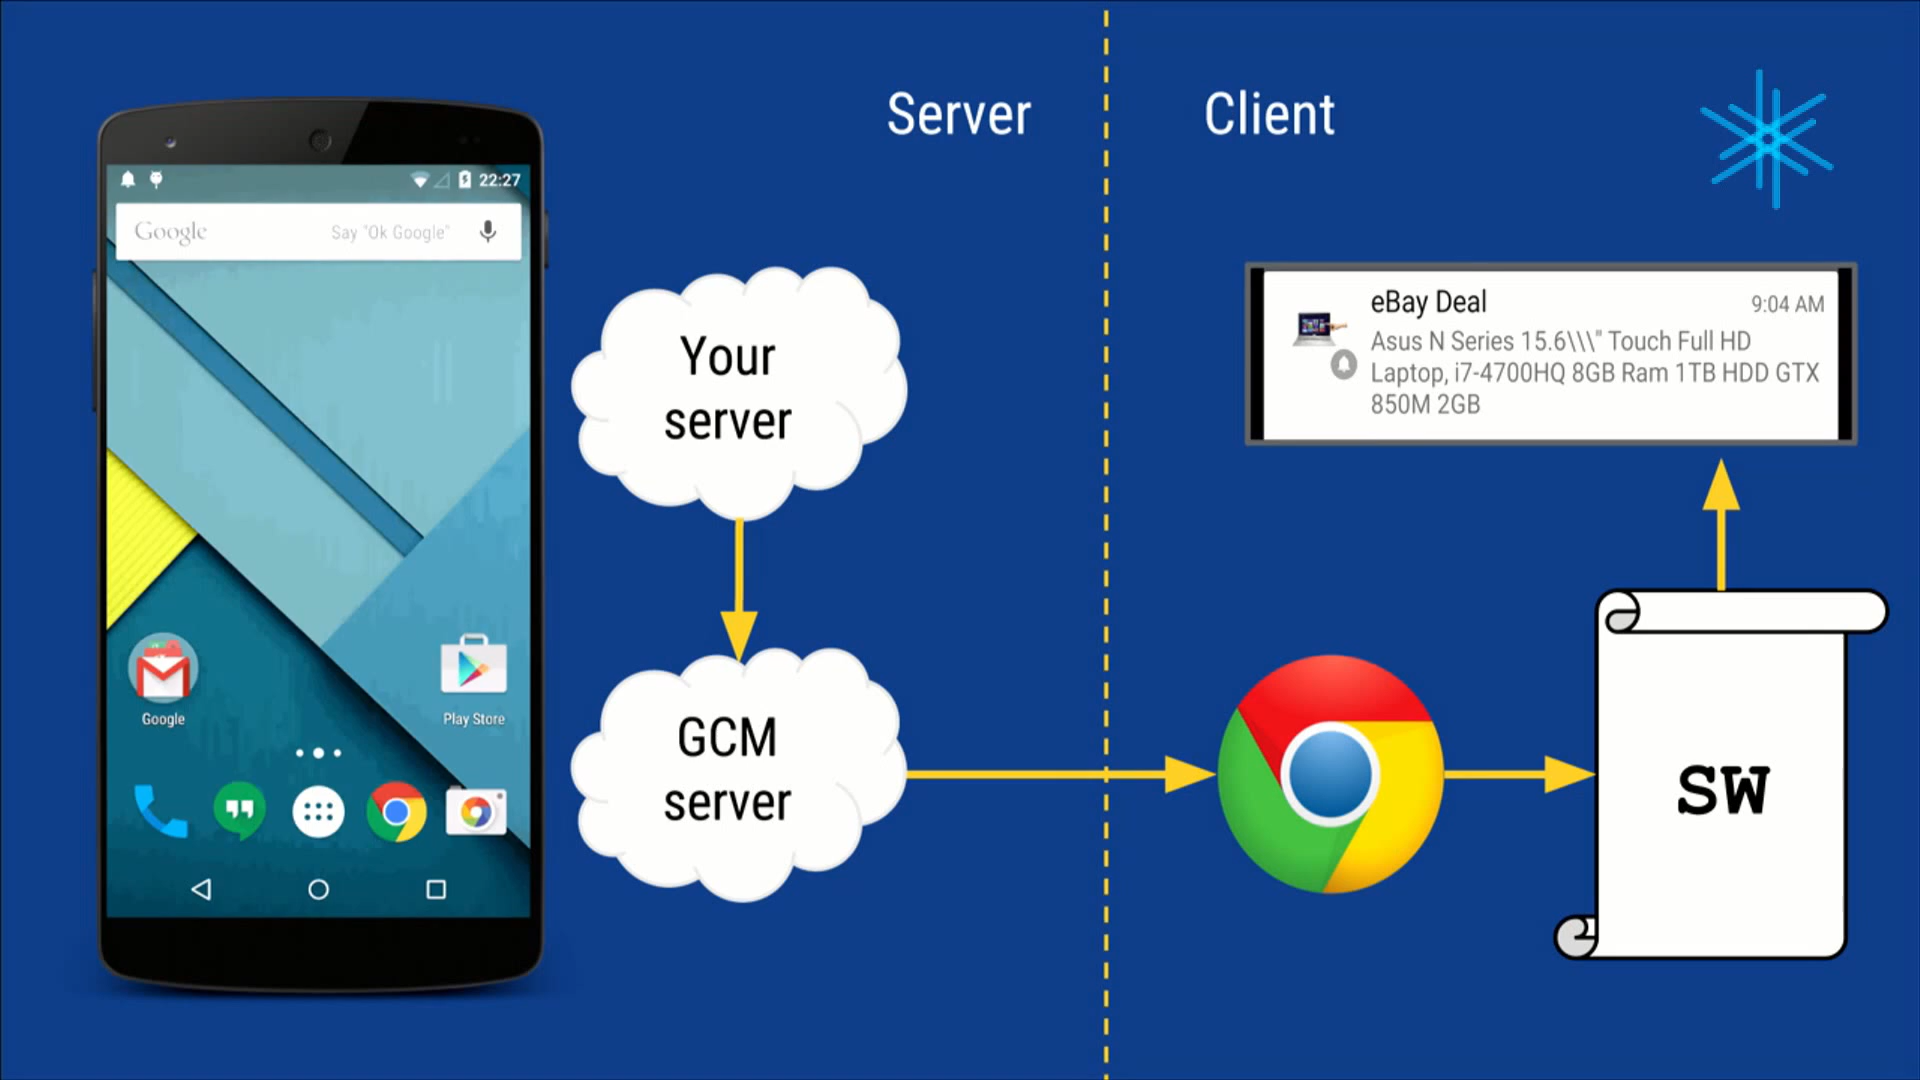 Server
Client
22:27
Google
Say "Ok Google"
Google
Play Store
Your
server
GCM
server
eBay Deal
9:04 AM
Asus N Series 15.6\\\" Touch Full HD
Laptop, i7-4700HQ 8GB Ram 1TB HDD GTX
850M 2GB
SW